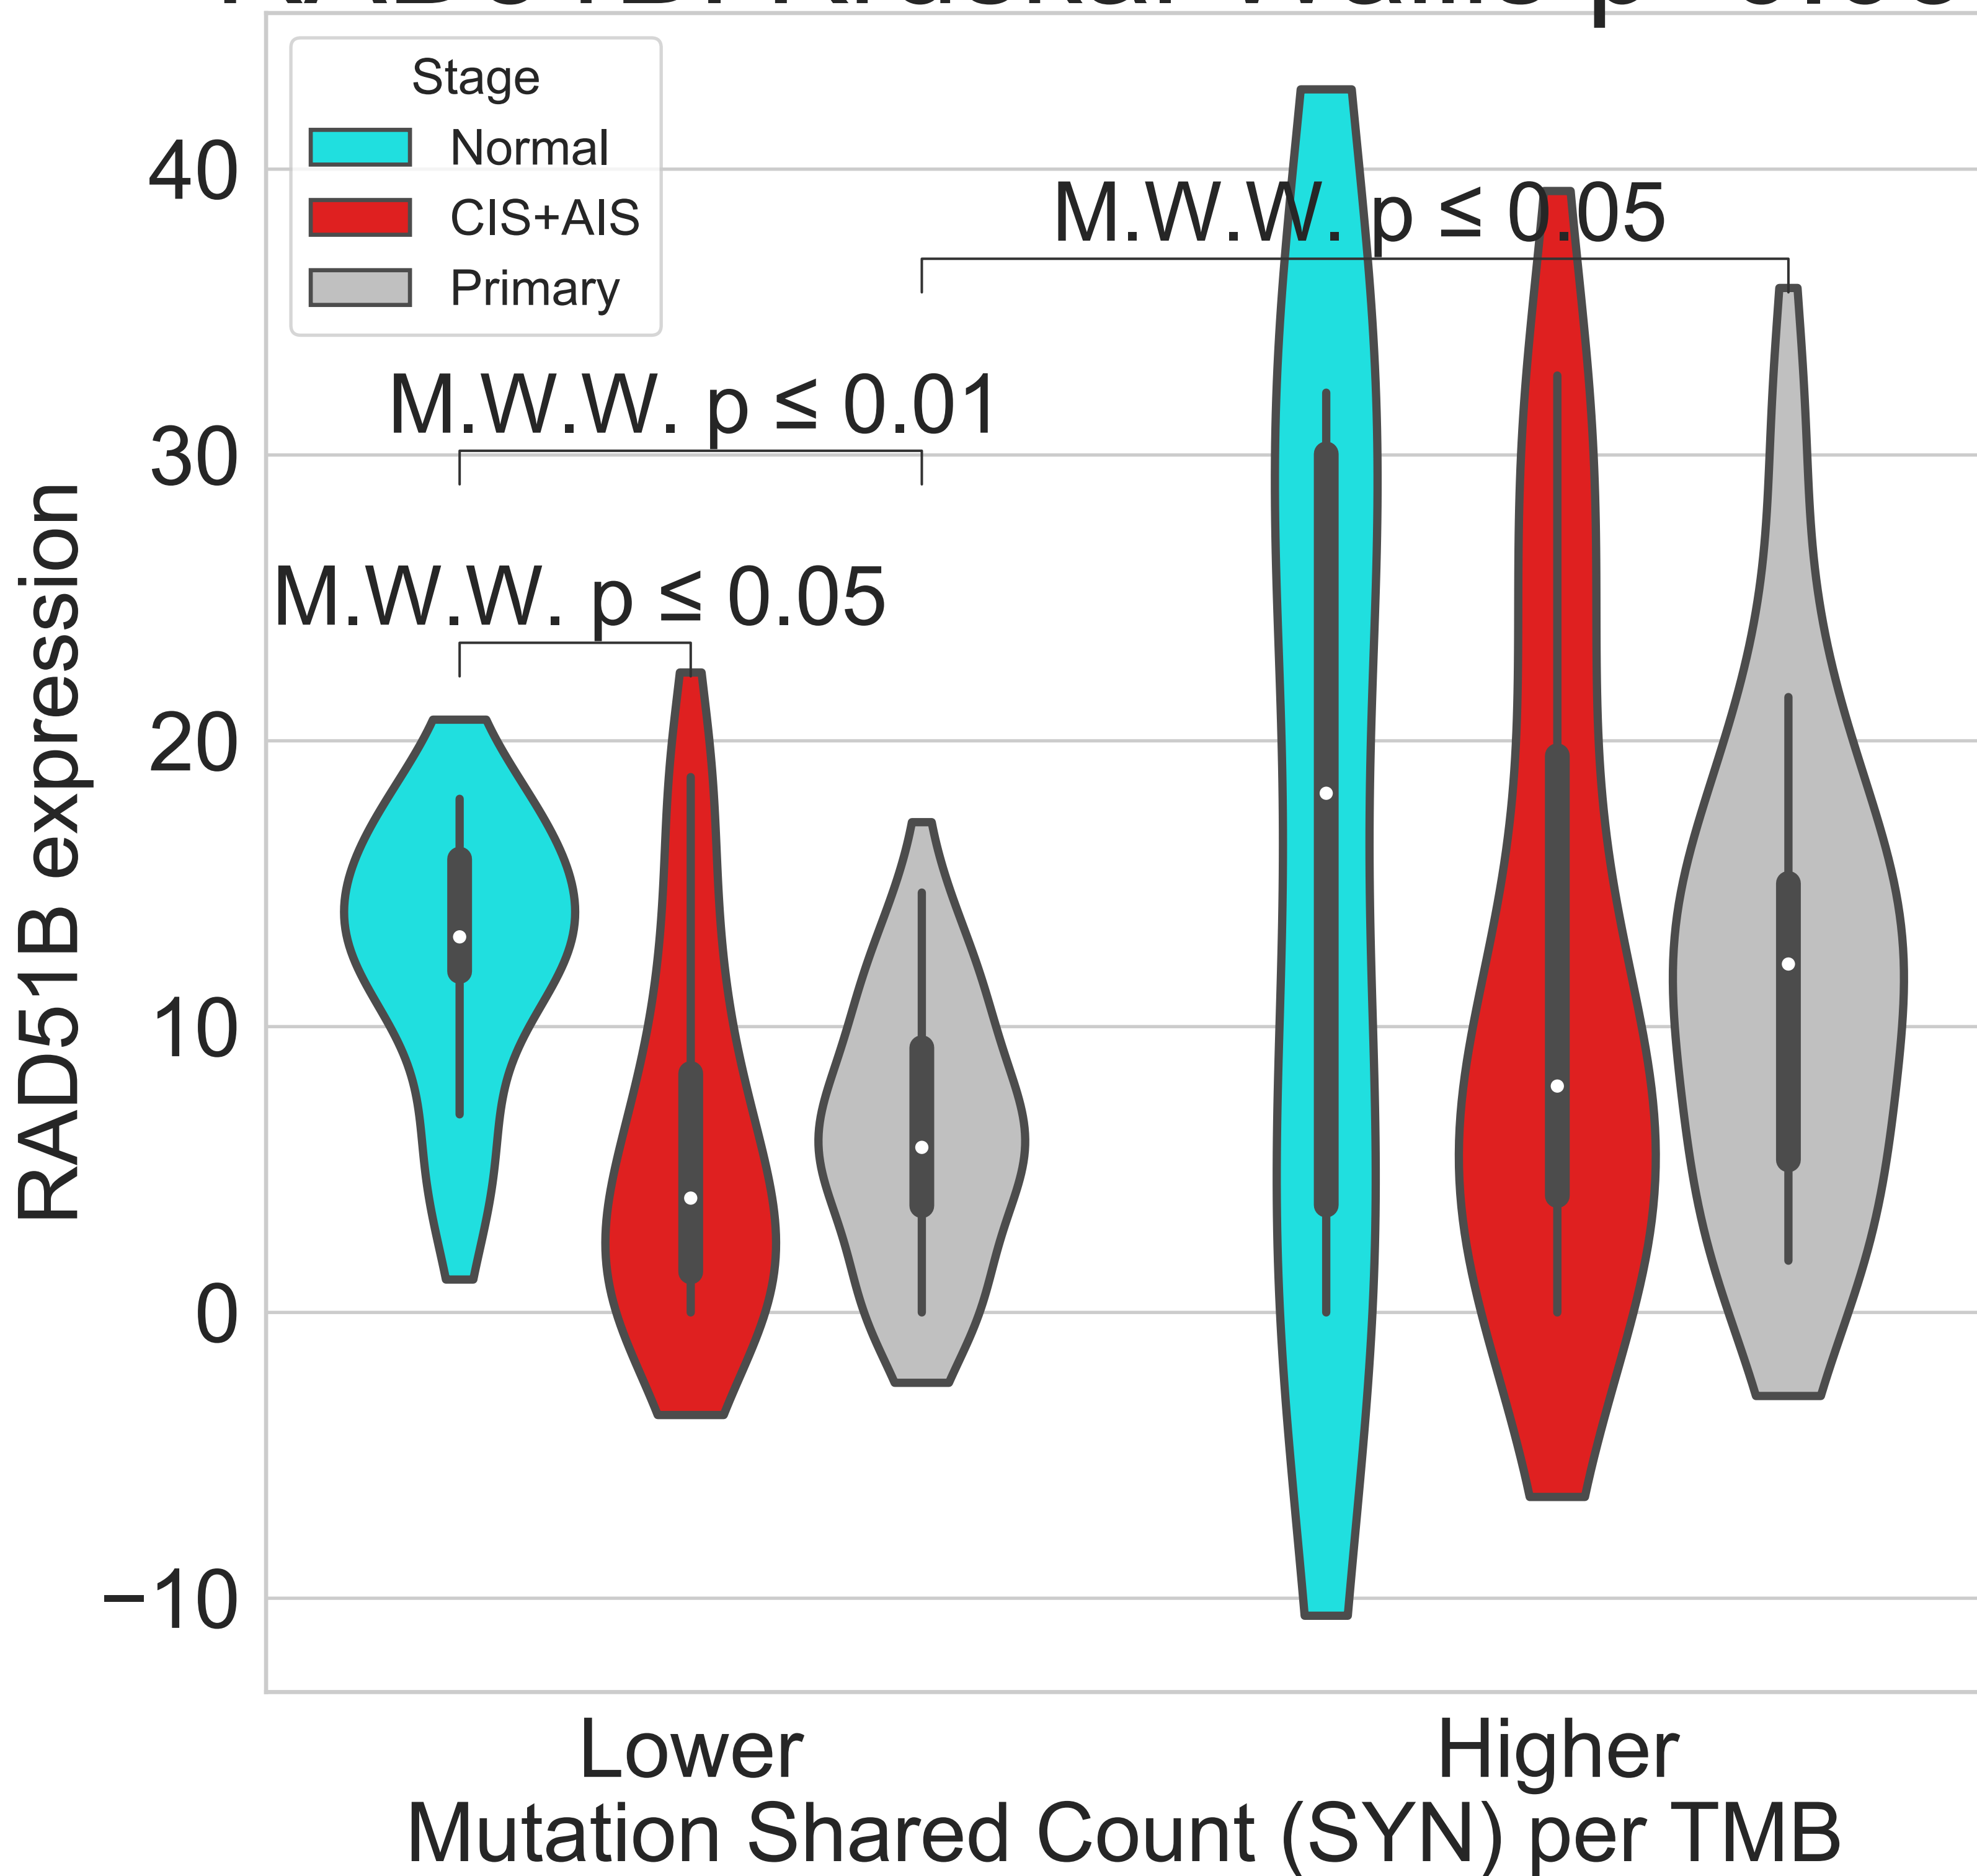 Stage
Normal
CIS+AIS
Primary
M.W.W. p ≤ 0.05
M.W.W. p ≤ 0.01
M.W.W. p ≤ 0.05
40
30
20
10
0
−10
RAD51B expression
Lower
Higher
Mutation Shared Count (SYN) per TMB